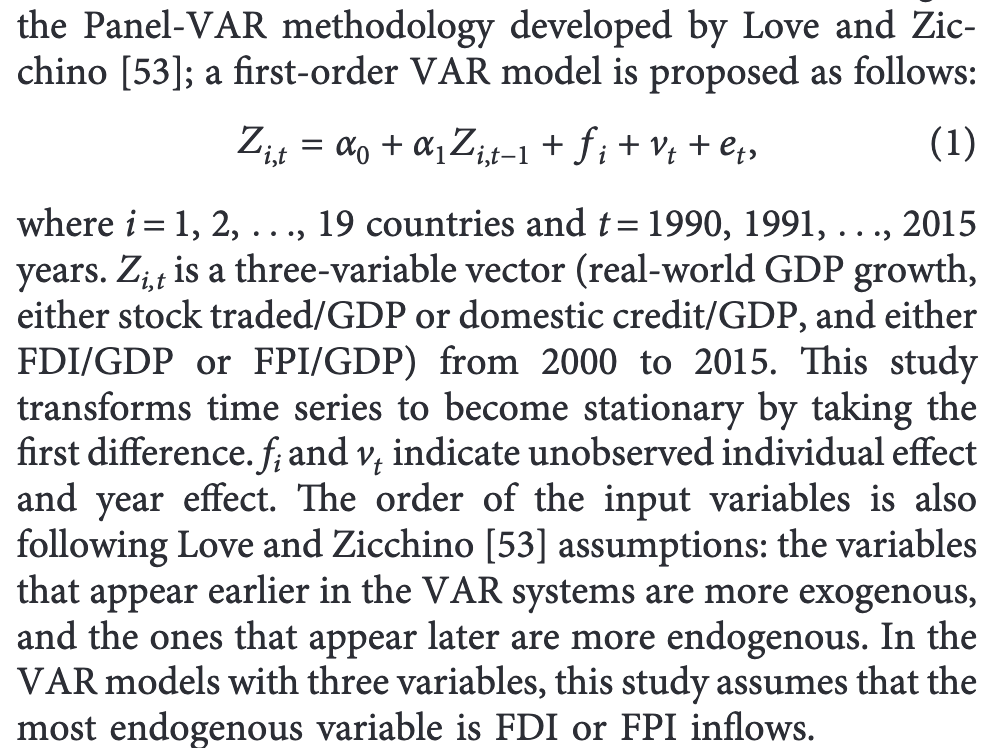 the Panel-VAR methodology developed by Love and Zic-
chino [53]; a first-order VAR model is proposed as follows:
Z_{i,t} = α_0 + α_1 Z_{i,t−1} + f_i + v_t + e_t, (1)
where i = 1, 2, . . ., 19 countries and t = 1990, 1991, . . ., 2015
years. Z_{i,t} is a three-variable vector (real-world GDP growth,
either stock traded/GDP or domestic credit/GDP, and either
FDI/GDP or FPI/GDP) from 2000 to 2015. This study
transforms time series to become stationary by taking the
first difference. f_i and v_t indicate unobserved individual effect
and year effect. The order of the input variables is also
following Love and Zicchino [53] assumptions: the variables
that appear earlier in the VAR systems are more exogenous,
and the ones that appear later are more endogenous. In the
VAR models with three variables, this study assumes that the
most endogenous variable is FDI or FPI inflows.